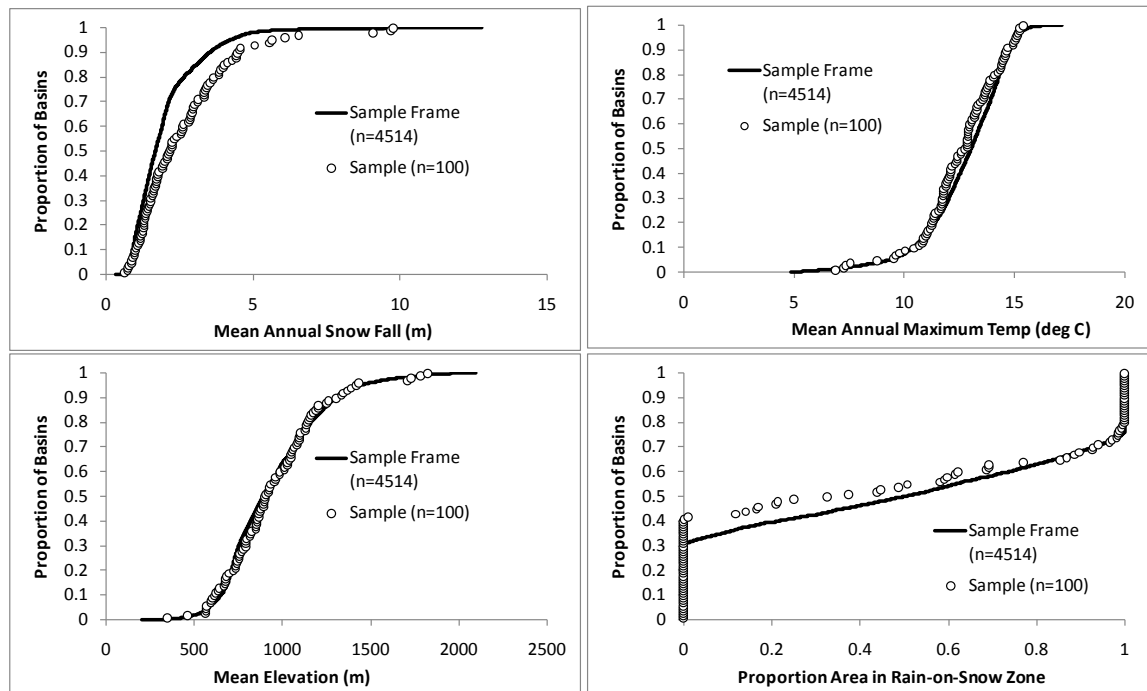 Proportion of Basins
1
0.9
0.8
0.7
0.6
0.5
0.4
0.3
0.2
0.1
0
Sample Frame
(n=4514)
Sample (n=100)
0 5 10 15
Mean Annual Snow Fall (m)
Proportion of Basins
1
0.9
0.8
0.7
0.6
0.5
0.4
0.3
0.2
0.1
0
Sample Frame
(n=4514)
Sample (n=100)
0 5 10 15 20
Mean Annual Maximum Temp (deg C)
Proportion of Basins
1
0.9
0.8
0.7
0.6
0.5
0.4
0.3
0.2
0.1
0
Sample Frame
(n=4514)
Sample (n=100)
0 500 1000 1500 2000 2500
Mean Elevation (m)
Proportion of Basins
1
0.9
0.8
0.7
0.6
0.5
0.4
0.3
0.2
0.1
0
Sample Frame
(n=4514)
Sample (n=100)
0 0.2 0.4 0.6 0.8 1
Proportion Area in Rain-on-Snow Zone